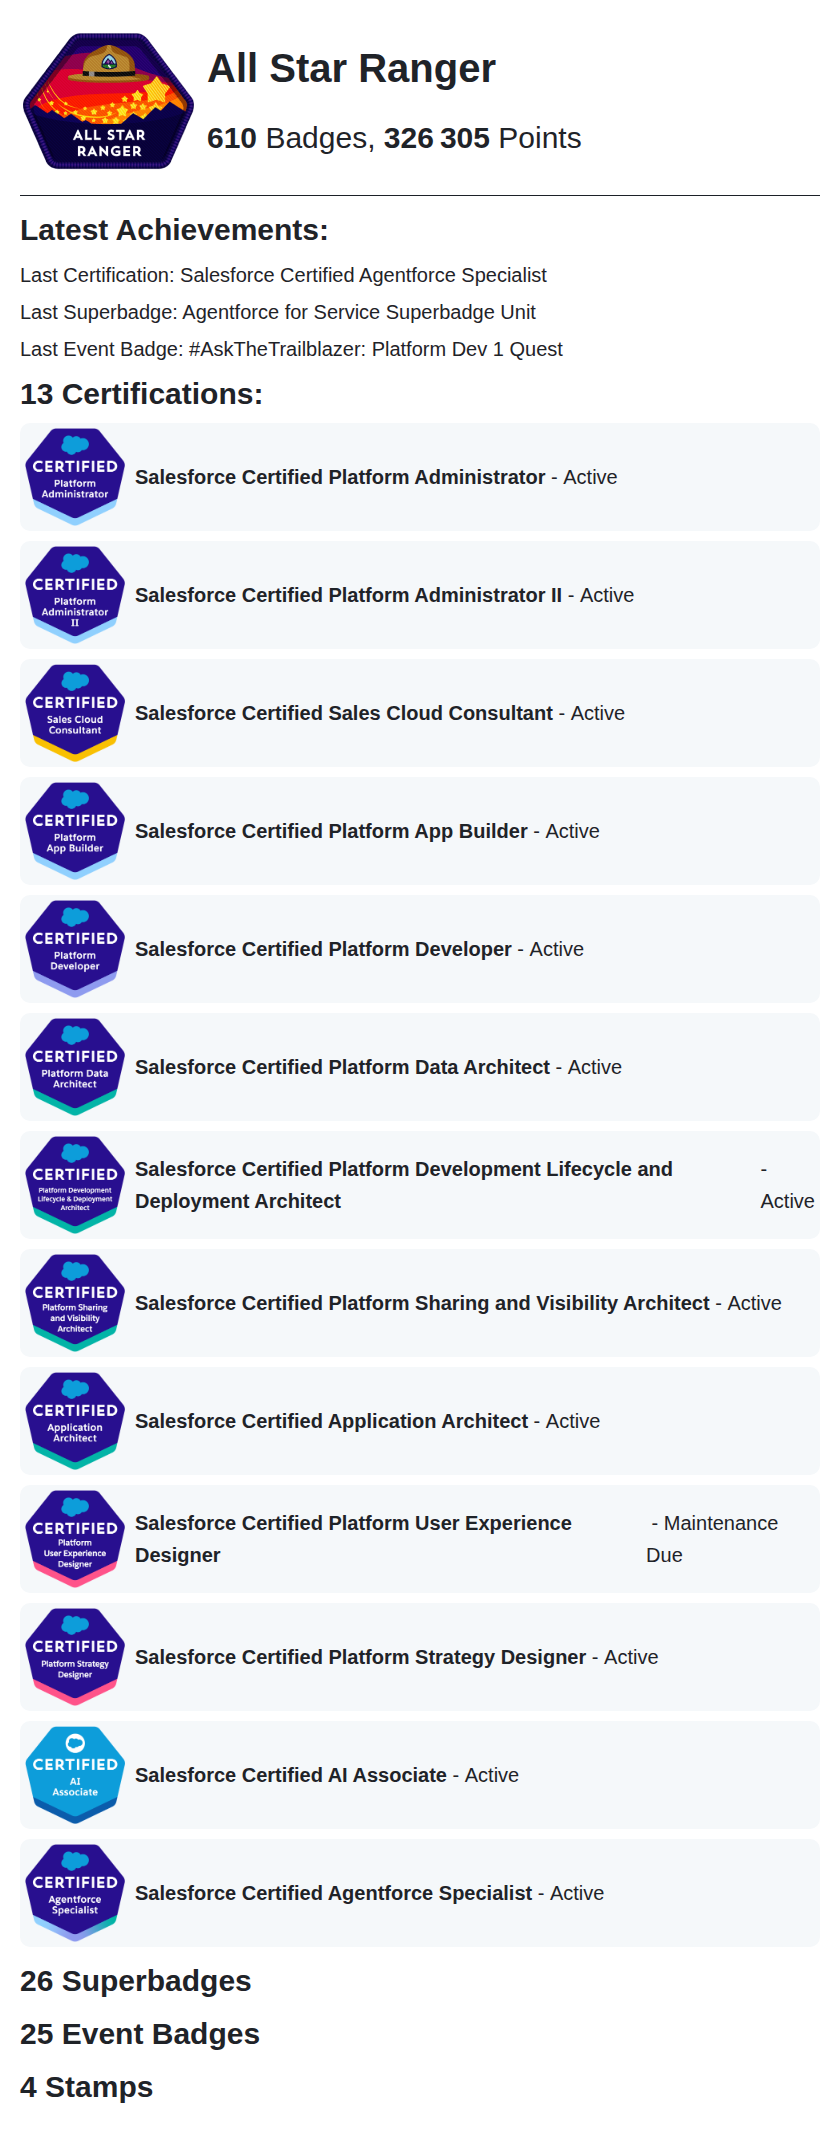 ALL STAR
RANGER
All Star Ranger
610 Badges, 326 305 Points
Latest Achievements:
Last Certification: Salesforce Certified Agentforce Specialist
Last Superbadge: Agentforce for Service Superbadge Unit
Last Event Badge: #AskTheTrailblazer: Platform Dev 1 Quest
13 Certifications:
CERTIFIED
Platform
Administrator
Salesforce Certified Platform Administrator - Active
CERTIFIED
Platform
Administrator
II
Salesforce Certified Platform Administrator II - Active
CERTIFIED
Sales Cloud
Consultant
Salesforce Certified Sales Cloud Consultant - Active
CERTIFIED
Platform
App Builder
Salesforce Certified Platform App Builder - Active
CERTIFIED
Platform
Developer
Salesforce Certified Platform Developer - Active
CERTIFIED
Platform Data
Architect
Salesforce Certified Platform Data Architect - Active
CERTIFIED
Platform Development
Lifecycle & Deployment
Architect
Salesforce Certified Platform Development Lifecycle and -
Deployment Architect Active
CERTIFIED
Platform Sharing
and Visibility
Architect
Salesforce Certified Platform Sharing and Visibility Architect - Active
CERTIFIED
Application
Architect
Salesforce Certified Application Architect - Active
CERTIFIED
Platform
User Experience
Designer
Salesforce Certified Platform User Experience - Maintenance
Designer Due
CERTIFIED
Platform Strategy
Designer
Salesforce Certified Platform Strategy Designer - Active
CERTIFIED
AI
Associate
Salesforce Certified AI Associate - Active
CERTIFIED
Agentforce
Specialist
Salesforce Certified Agentforce Specialist - Active
26 Superbadges
25 Event Badges
4 Stamps